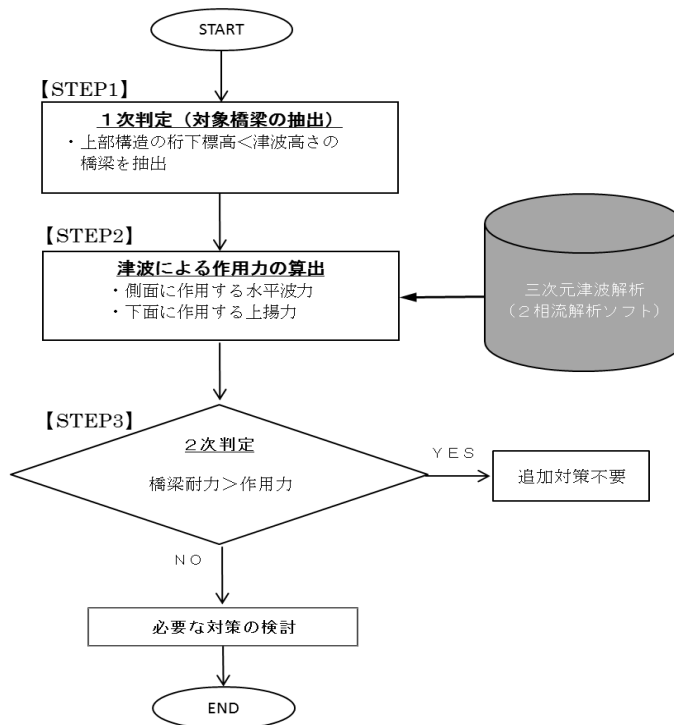 START
【STEP1】
１次判定（対象橋梁の抽出）
・上部構造の桁下標高＜津波高さの
橋梁を抽出
【STEP2】
津波による作用力の算出
・側面に作用する水平波力
・下面に作用する上揚力
三次元津波解析
（２相流解析ソフト）
【STEP3】
２次判定
橋梁耐力＞作用力
ＹＥＳ
追加対策不要
ＮＯ
必要な対策の検討
END